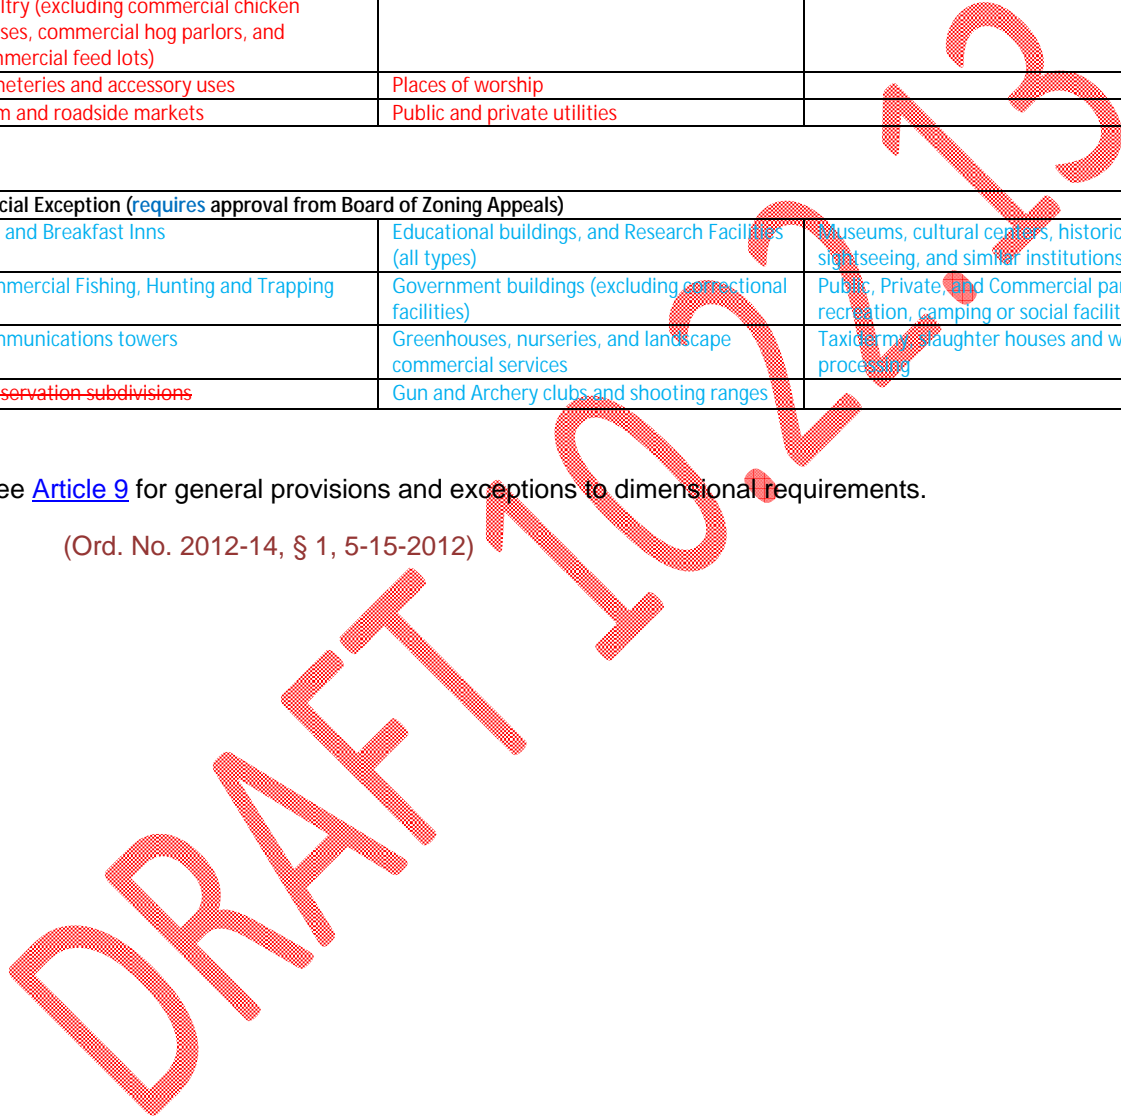 ltry (excluding commercial chicken
ses, commercial hog parlors, and
mmercial feed lots)
neteries and accessory uses Places of worship
m and roadside markets Public and private utilities
cial Exception (requires approval from Board of Zoning Appeals)
and Breakfast Inns Educational buildings, and Research Facilities Museums, cultural centers, historic
(all types) sightseeing, and similar institutions
mmercial Fishing, Hunting and Trapping Government buildings (excluding correctional Public, Private, and Commercial par
facilities) recreation, camping or social facilit
mmunications towers Greenhouses, nurseries, and landscape Taxidermy, slaughter houses and w
commercial services processing
servation subdivisions Gun and Archery clubs and shooting ranges
ee Article 9 for general provisions and exceptions to dimensional requirements.
(Ord. No. 2012-14, § 1, 5-15-2012)
DRAFT 10.2.13